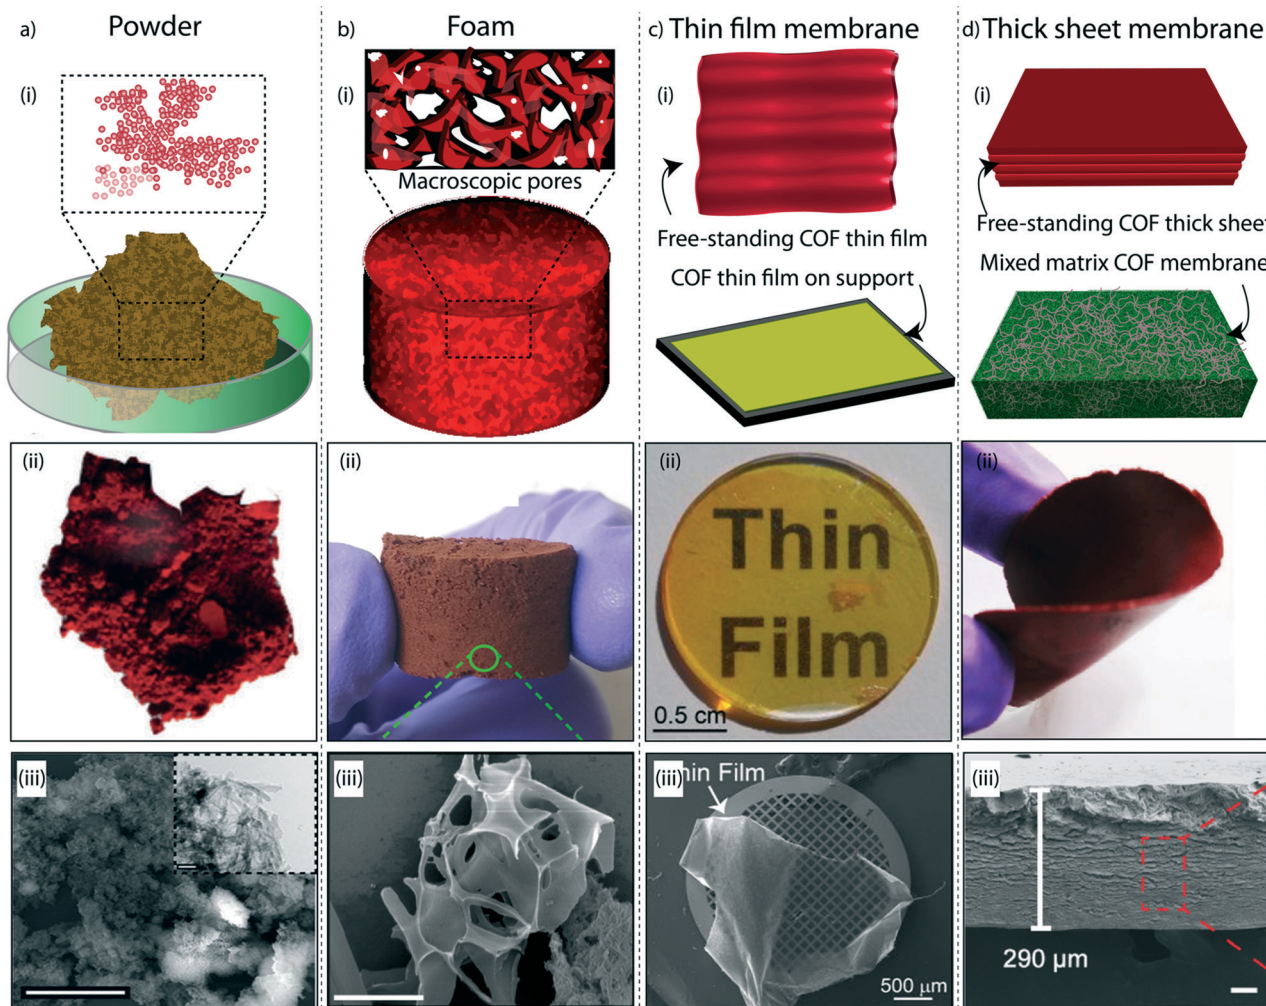 a) Powder
(i)
b) Foam
(i)
Macroscopic pores
c) Thin film membrane
(i)
Free-standing COF thin film
COF thin film on support
d) Thick sheet membrane
(i)
Free-standing COF thick sheet
Mixed matrix COF membrane
(ii)
(ii)
(ii)
Thin
Film
0.5 cm
(ii)
(iii)
(iii)
(iii)
hin Film
500 µm
(iii)
290 µm